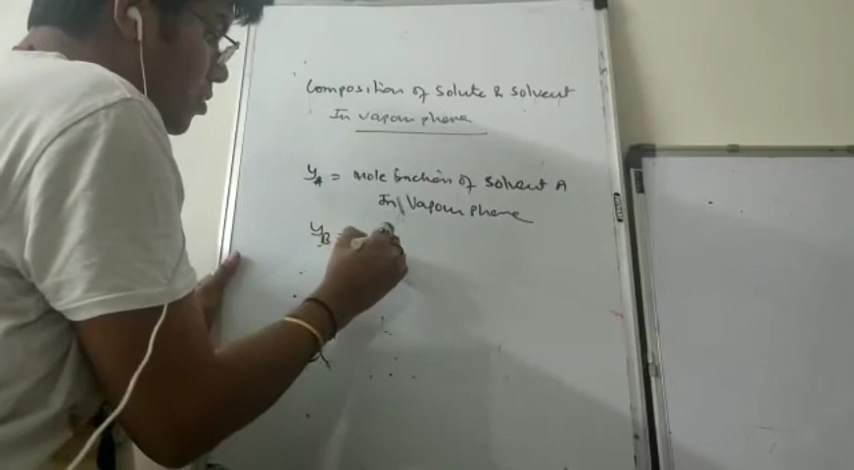 Composition of Solute & Solvent
In vapour phase
yA = Mole fraction of Solvent A
In Vapour Phase
yB =